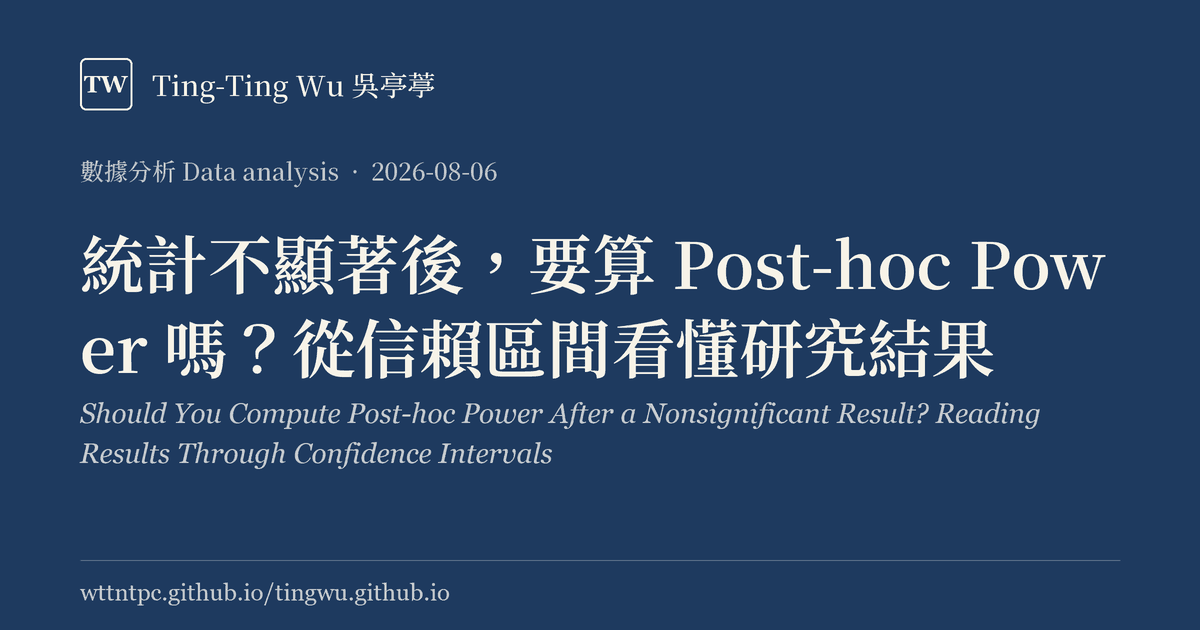 TW
Ting-Ting Wu 吳亭葶
數據分析 Data analysis · 2026-08-06
統計不顯著後，要算 Post-hoc Pow
er 嗎？從信賴區間看懂研究結果
Should You Compute Post-hoc Power After a Nonsignificant Result? Reading
Results Through Confidence Intervals
wttntpc.github.io/tingwu.github.io